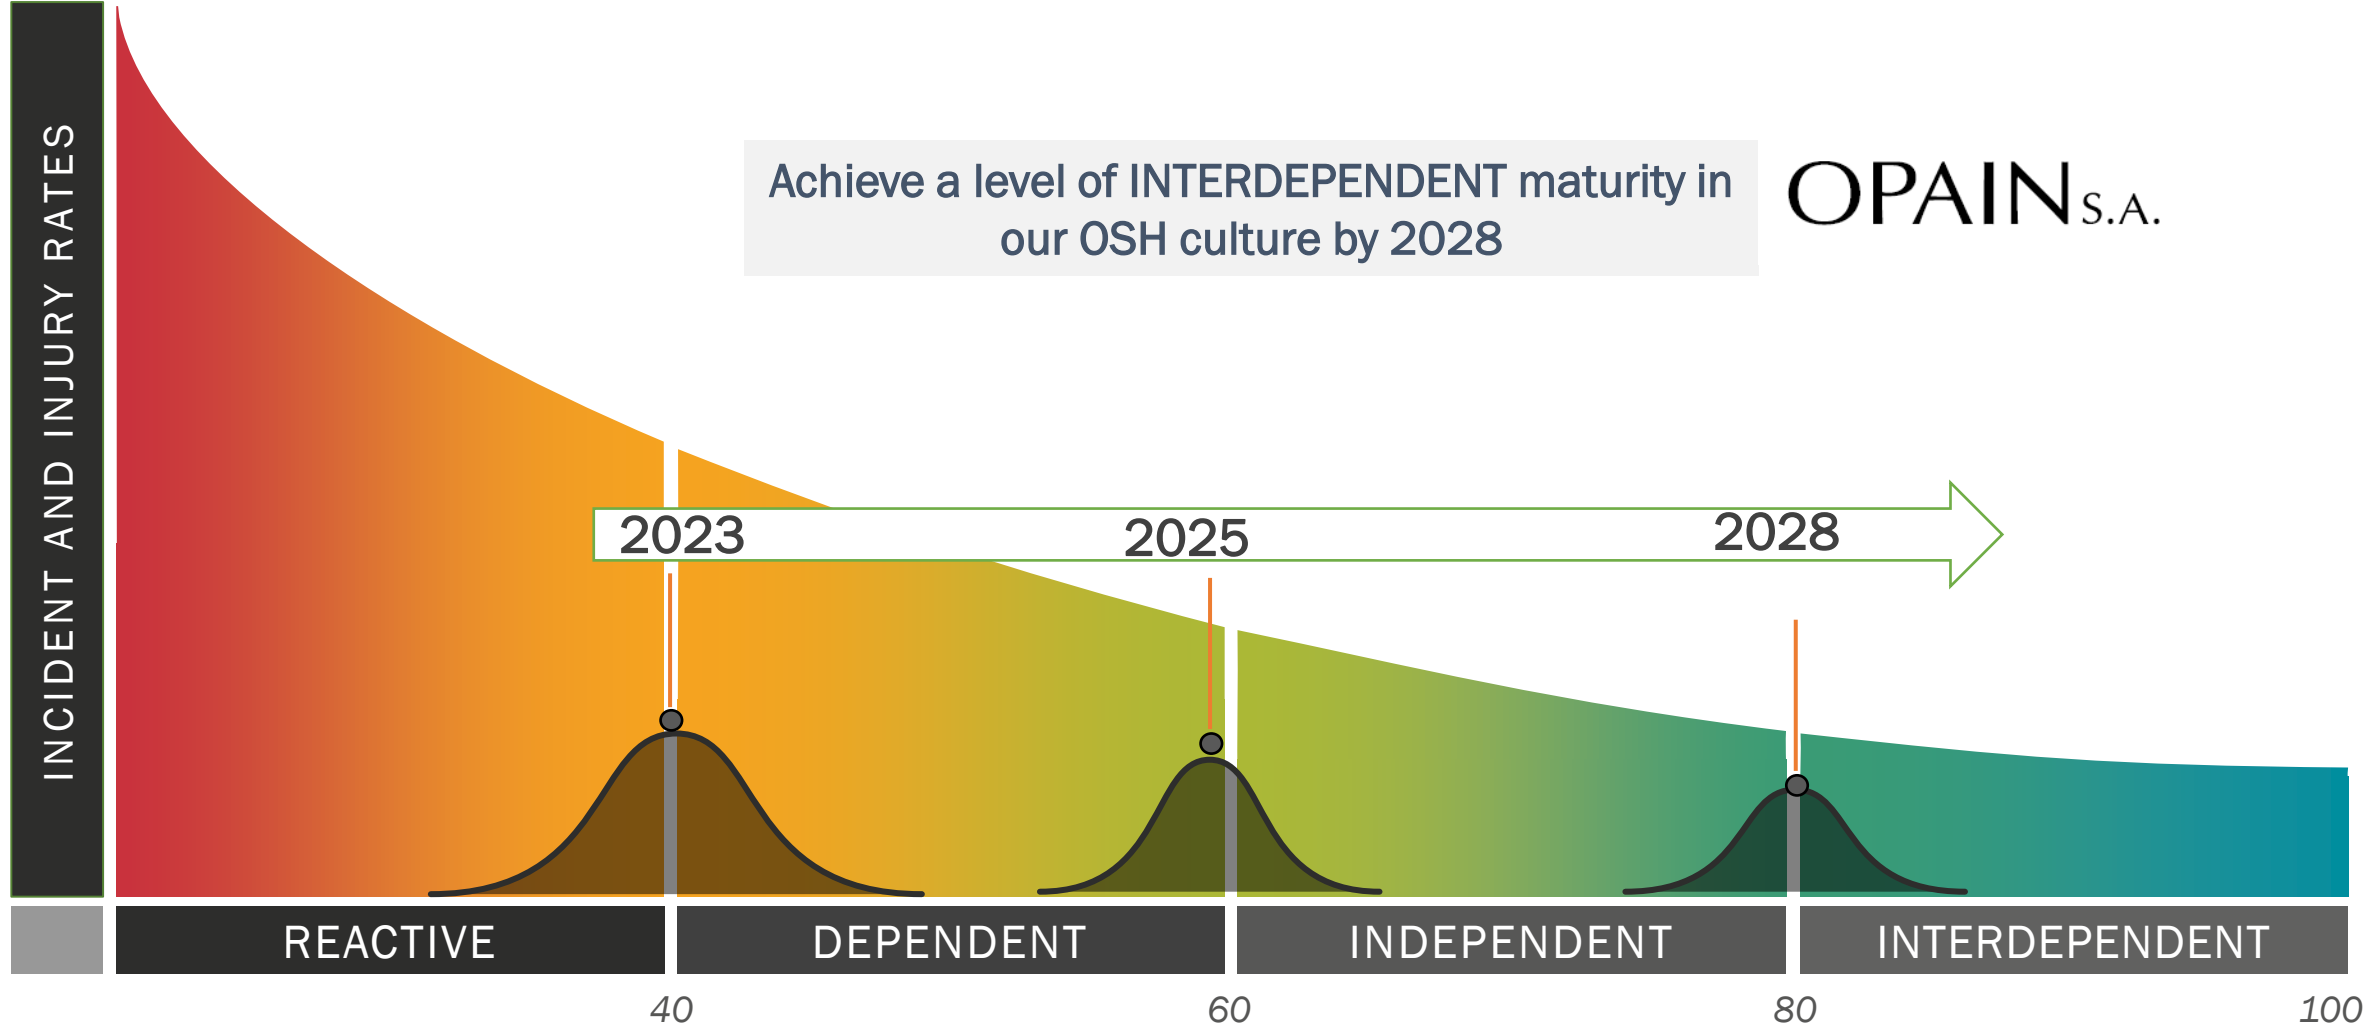 INCIDENT AND INJURY RATES
Achieve a level of INTERDEPENDENT maturity in
our OSH culture by 2028
OPAIN S.A.
2023
2025
2028
REACTIVE
DEPENDENT
INDEPENDENT
INTERDEPENDENT
40
60
80
100